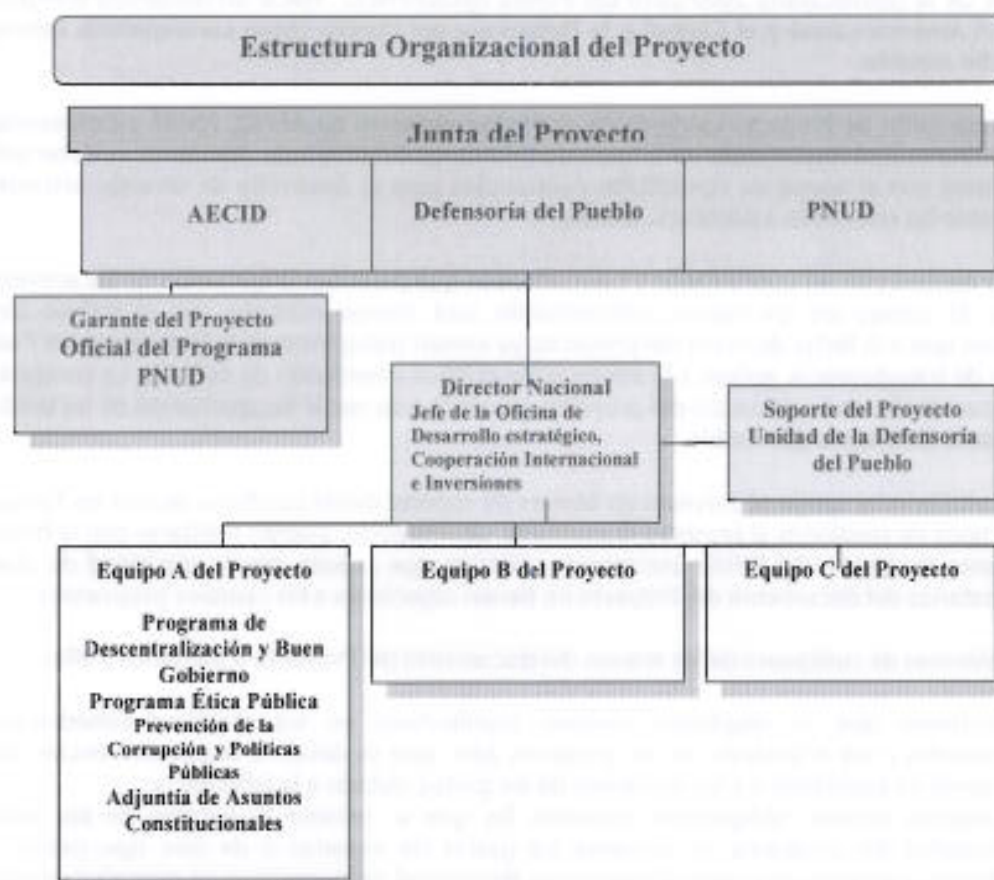 Estructura Organizacional del Proyecto
Junta del Proyecto
AECID
Defensoría del Pueblo
PNUD
Garante del Proyecto
Oficial del Programa
PNUD
Director Nacional
Jefe de la Oficina de
Desarrollo estratégico,
Cooperación Internacional
e Inversiones
Soporte del Proyecto
Unidad de la Defensoría
del Pueblo
Equipo A del Proyecto
Programa de
Descentralización y Buen
Gobierno
Programa Ética Pública
Prevención de la
Corrupción y Políticas
Públicas
Adjuntía de Asuntos
Constitucionales
Equipo B del Proyecto
Equipo C del Proyecto